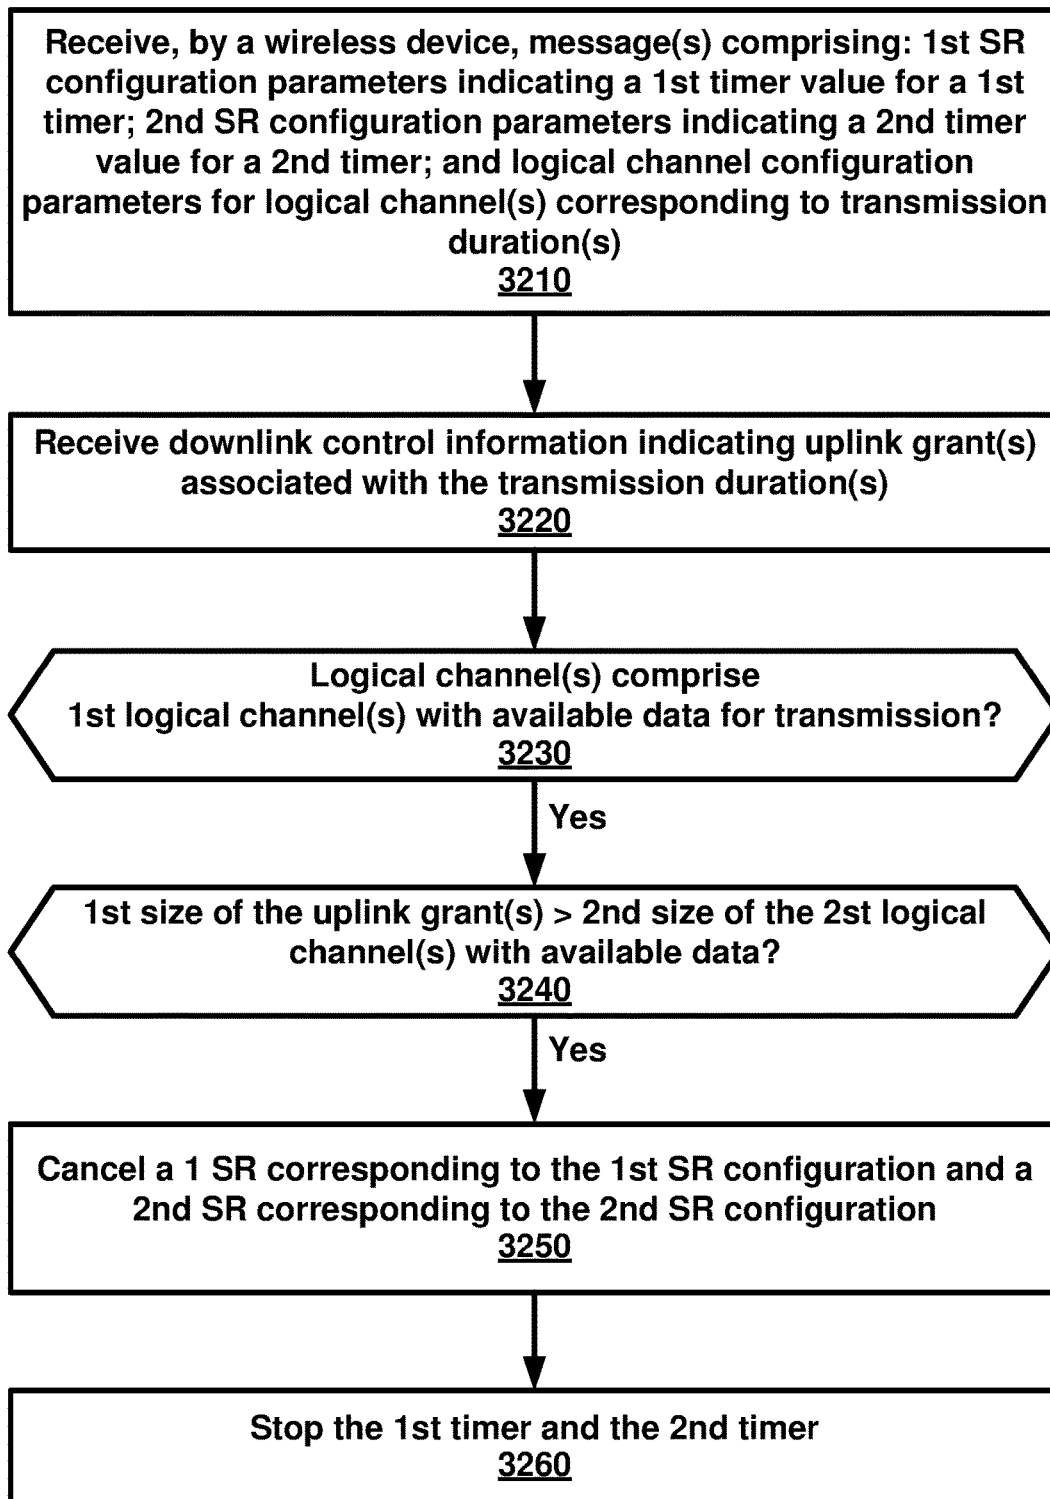 Receive, by a wireless device, message(s) comprising: 1st SR
configuration parameters indicating a 1st timer value for a 1st
timer; 2nd SR configuration parameters indicating a 2nd timer
value for a 2nd timer; and logical channel configuration
parameters for logical channel(s) corresponding to transmission
duration(s)
3210
Receive downlink control information indicating uplink grant(s)
associated with the transmission duration(s)
3220
Logical channel(s) comprise
1st logical channel(s) with available data for transmission?
3230
Yes
1st size of the uplink grant(s) > 2nd size of the 2st logical
channel(s) with available data?
3240
Yes
Cancel a 1 SR corresponding to the 1st SR configuration and a
2nd SR corresponding to the 2nd SR configuration
3250
Stop the 1st timer and the 2nd timer
3260